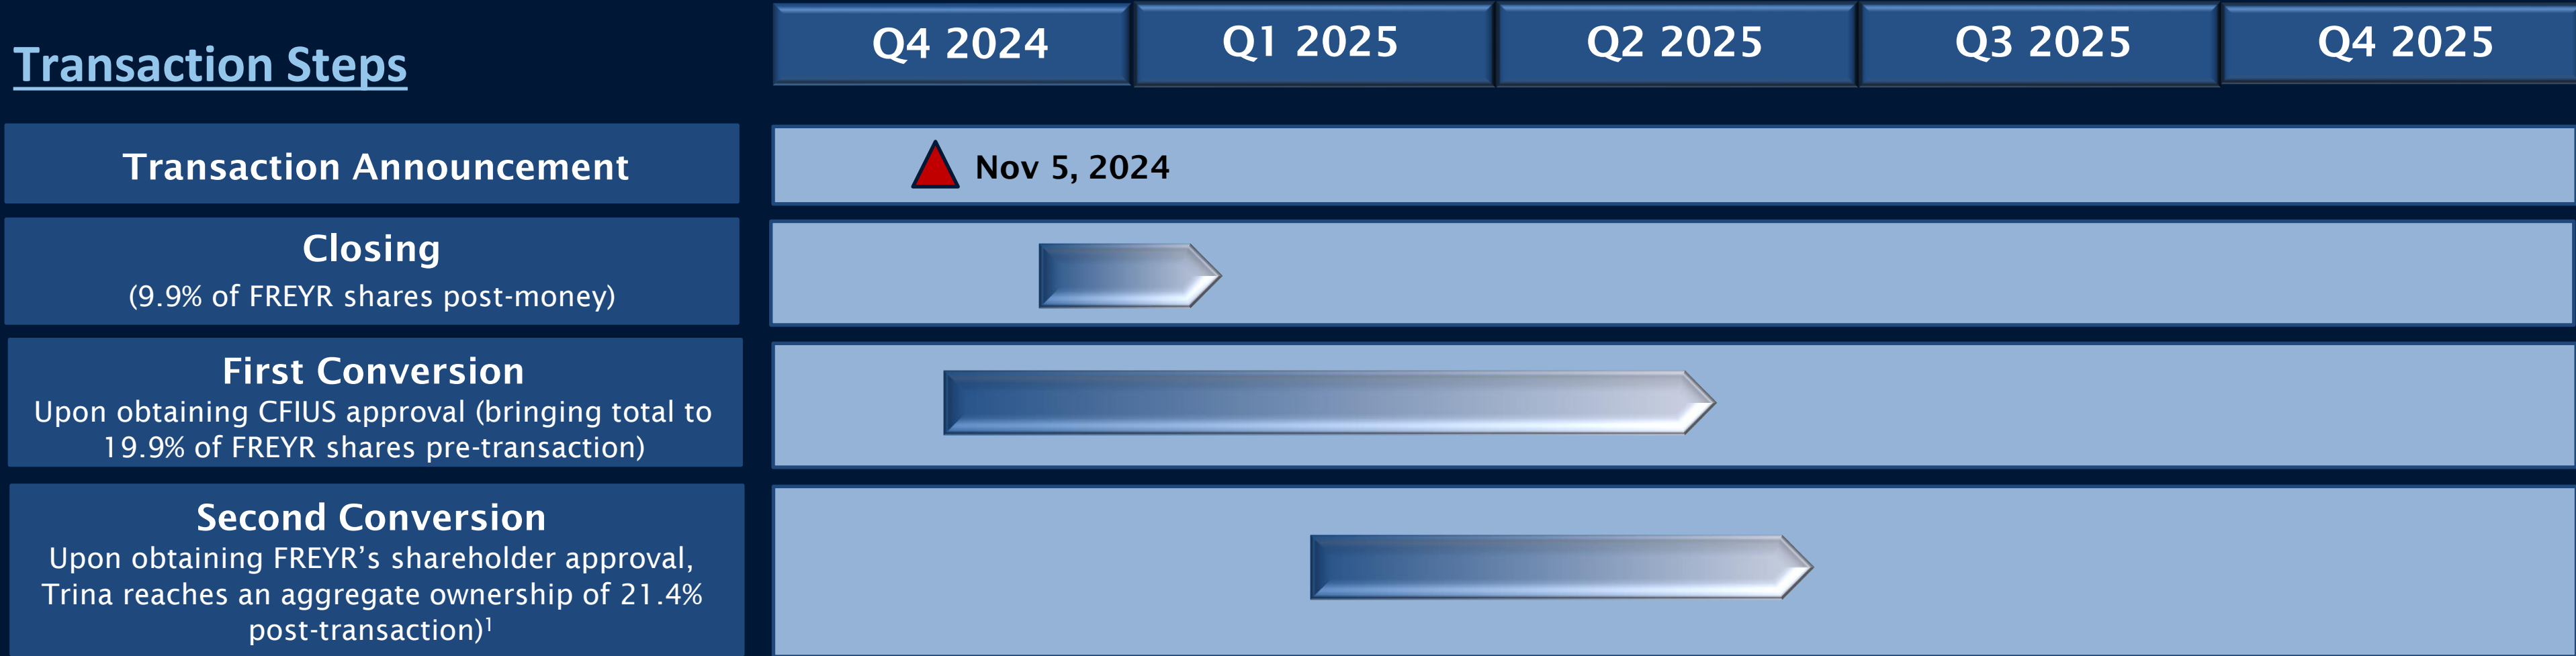 Transaction Steps
Q4 2024
Q1 2025
Q2 2025
Q3 2025
Q4 2025
Transaction Announcement
Nov 5, 2024
Closing
(9.9% of FREYR shares post-money)
First Conversion
Upon obtaining CFIUS approval (bringing total to
19.9% of FREYR shares pre-transaction)
Second Conversion
Upon obtaining FREYR’s shareholder approval,
Trina reaches an aggregate ownership of 21.4%
post-transaction)¹